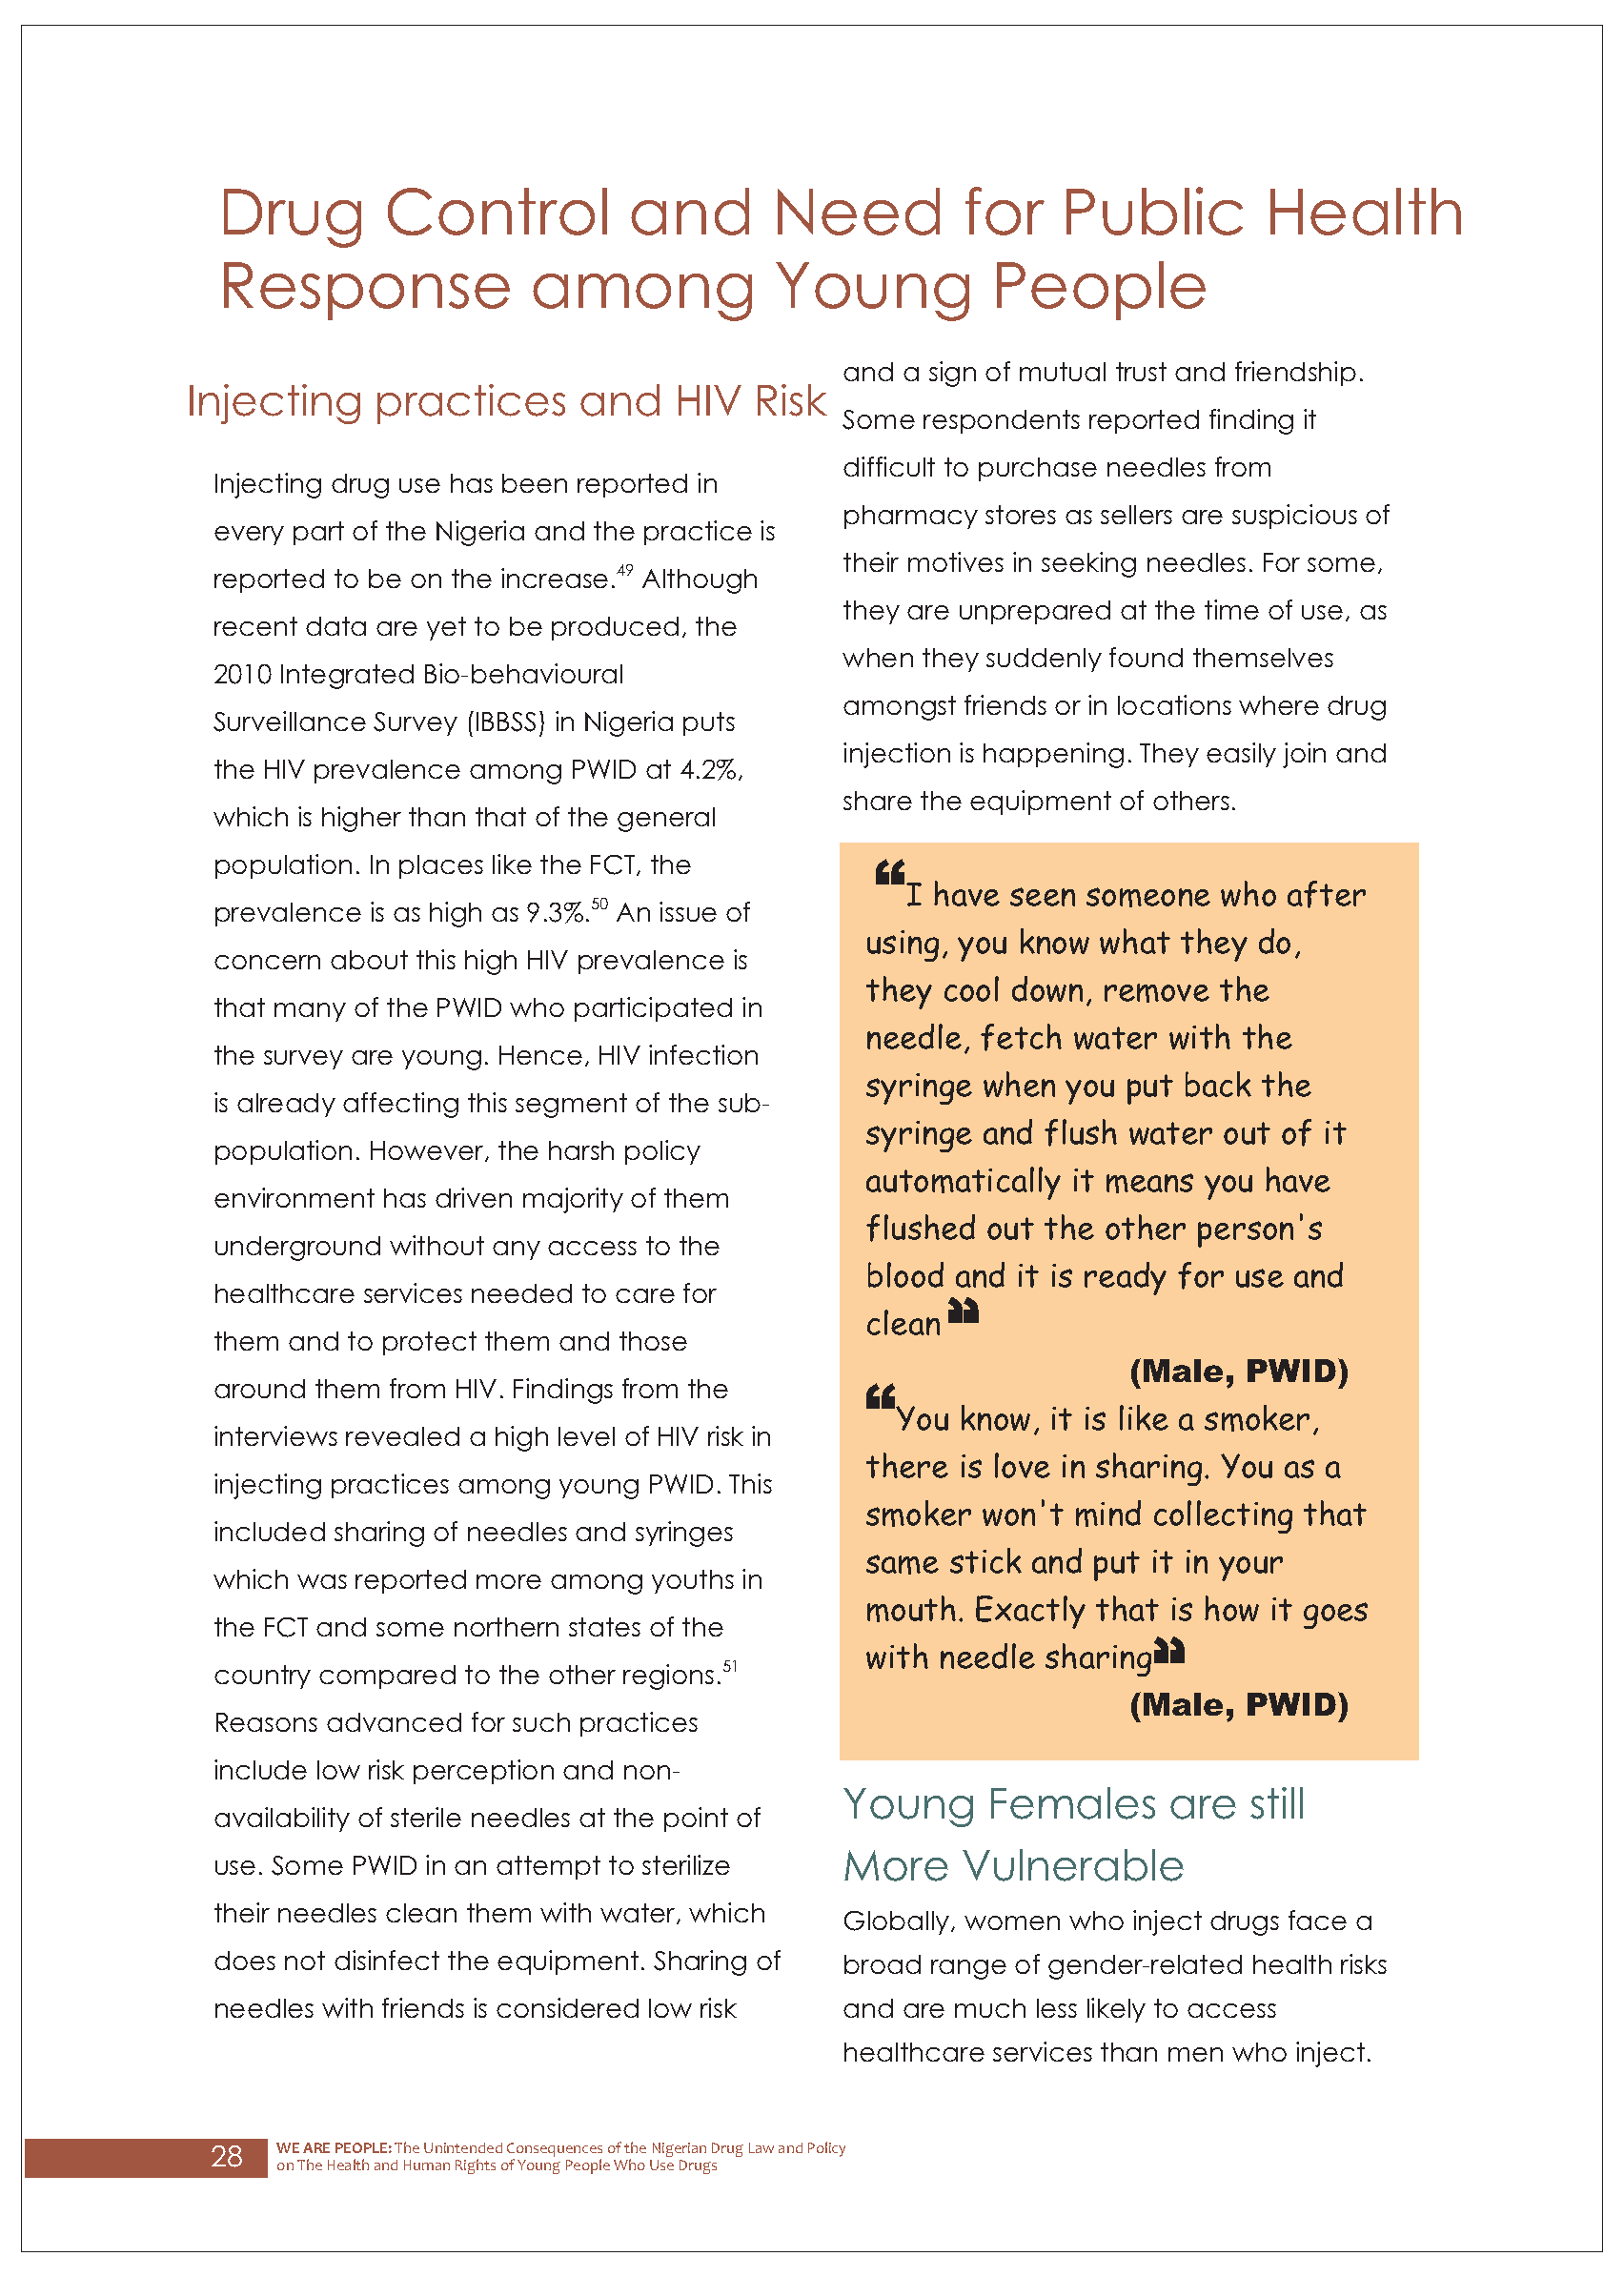 Drug Control and Need for Public Health
Response among Young People
Injecting practices and HIV Risk
Injecting drug use has been reported in
every part of the Nigeria and the practice is
reported to be on the increase.49 Although
recent data are yet to be produced, the
2010 Integrated Bio-behavioural
Surveillance Survey (IBBSS) in Nigeria puts
the HIV prevalence among PWID at 4.2%,
which is higher than that of the general
population. In places like the FCT, the
prevalence is as high as 9.3%.50 An issue of
concern about this high HIV prevalence is
that many of the PWID who participated in
the survey are young. Hence, HIV infection
is already affecting this segment of the sub-
population. However, the harsh policy
environment has driven majority of them
underground without any access to the
healthcare services needed to care for
them and to protect them and those
around them from HIV. Findings from the
interviews revealed a high level of HIV risk in
injecting practices among young PWID. This
included sharing of needles and syringes
which was reported more among youths in
the FCT and some northern states of the
country compared to the other regions.51
Reasons advanced for such practices
include low risk perception and non-
availability of sterile needles at the point of
use. Some PWID in an attempt to sterilize
their needles clean them with water, which
does not disinfect the equipment. Sharing of
needles with friends is considered low risk
and a sign of mutual trust and friendship.
Some respondents reported finding it
difficult to purchase needles from
pharmacy stores as sellers are suspicious of
their motives in seeking needles. For some,
they are unprepared at the time of use, as
when they suddenly found themselves
amongst friends or in locations where drug
injection is happening. They easily join and
share the equipment of others.
“I have seen someone who after
using, you know what they do,
they cool down, remove the
needle, fetch water with the
syringe when you put back the
syringe and flush water out of it
automatically it means you have
flushed out the other person's
blood and it is ready for use and
clean”
(Male, PWID)
“You know, it is like a smoker,
there is love in sharing. You as a
smoker won't mind collecting that
same stick and put it in your
mouth. Exactly that is how it goes
with needle sharing”
(Male, PWID)
Young Females are still
More Vulnerable
Globally, women who inject drugs face a
broad range of gender-related health risks
and are much less likely to access
healthcare services than men who inject.
28
WE ARE PEOPLE: The Unintended Consequences of the Nigerian Drug Law and Policy
on The Health and Human Rights of Young People Who Use Drugs